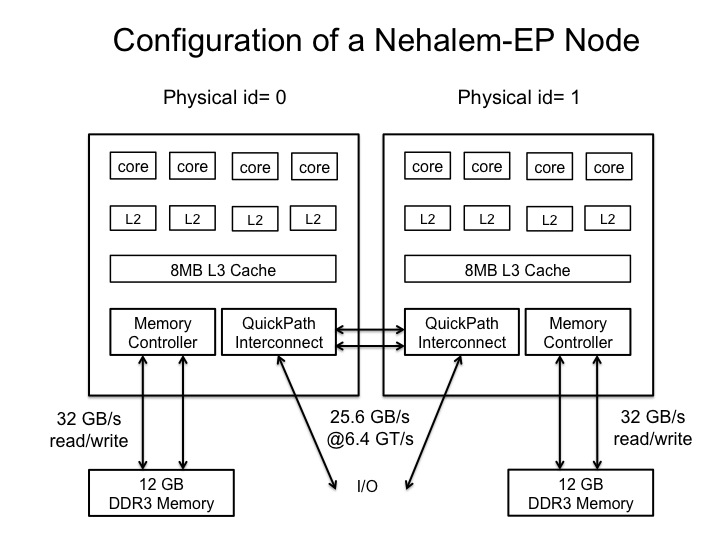 Configuration of a Nehalem-EP Node
Physical id= 0
Physical id= 1
core core core core
core core core core
L2 L2 L2 L2
L2 L2 L2 L2
8MB L3 Cache
8MB L3 Cache
Memory
Controller
QuickPath
Interconnect
QuickPath
Interconnect
Memory
Controller
32 GB/s
read/write
25.6 GB/s
@6.4 GT/s
32 GB/s
read/write
12 GB
DDR3 Memory
I/O
12 GB
DDR3 Memory